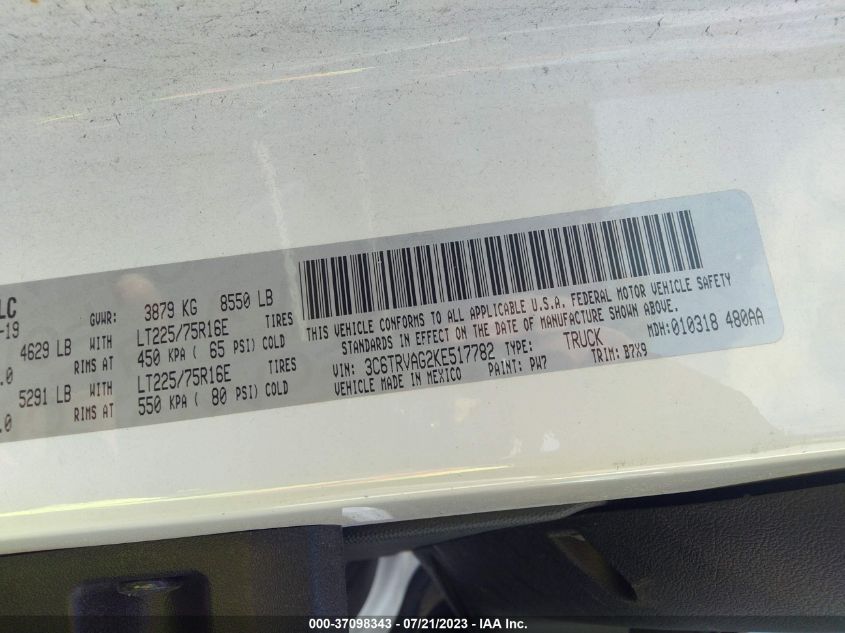 LC
-19
GVWR: 3879 KG 8550 LB
4629 LB WITH LT225/75R16E TIRES
.0 RIMS AT 450 KPA ( 65 PSI) COLD
5291 LB WITH LT225/75R16E TIRES
.0 RIMS AT 550 KPA ( 80 PSI) COLD
THIS VEHICLE CONFORMS TO ALL APPLICABLE U.S.A. FEDERAL MOTOR VEHICLE SAFETY
STANDARDS IN EFFECT ON THE DATE OF MANUFACTURE SHOWN ABOVE.
VIN: 3C6TRVAG2KE517782 TYPE: TRUCK MDH:010318 480AA
VEHICLE MADE IN MEXICO PAINT: PW7 TRIM: B7X9
000-37098343 - 07/21/2023 - IAA Inc.